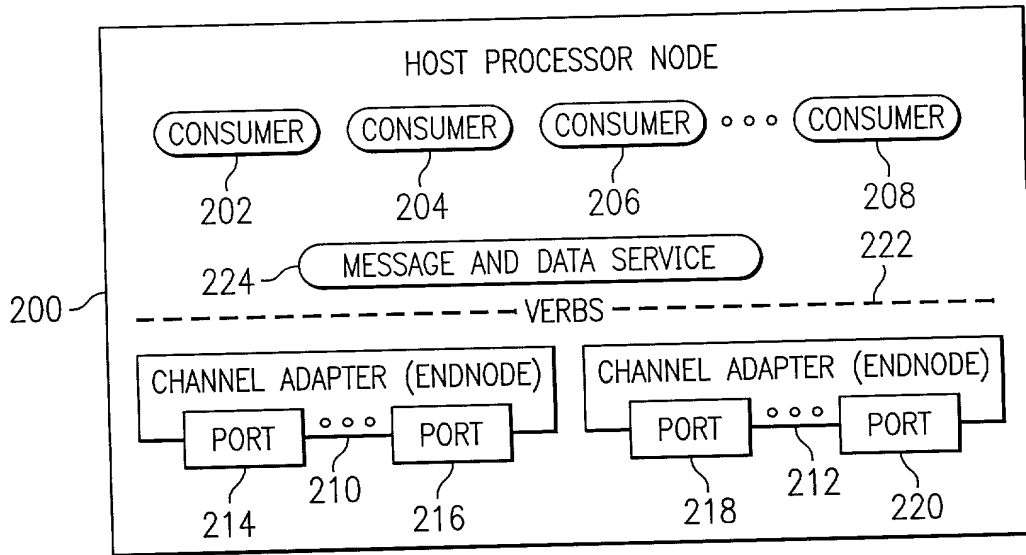 HOST PROCESSOR NODE
CONSUMER CONSUMER CONSUMER CONSUMER
202 204 206 208
224 MESSAGE AND DATA SERVICE 222
200 VERBS
CHANNEL ADAPTER (ENDNODE) CHANNEL ADAPTER (ENDNODE)
PORT PORT PORT PORT
214 210 216 218 212 220